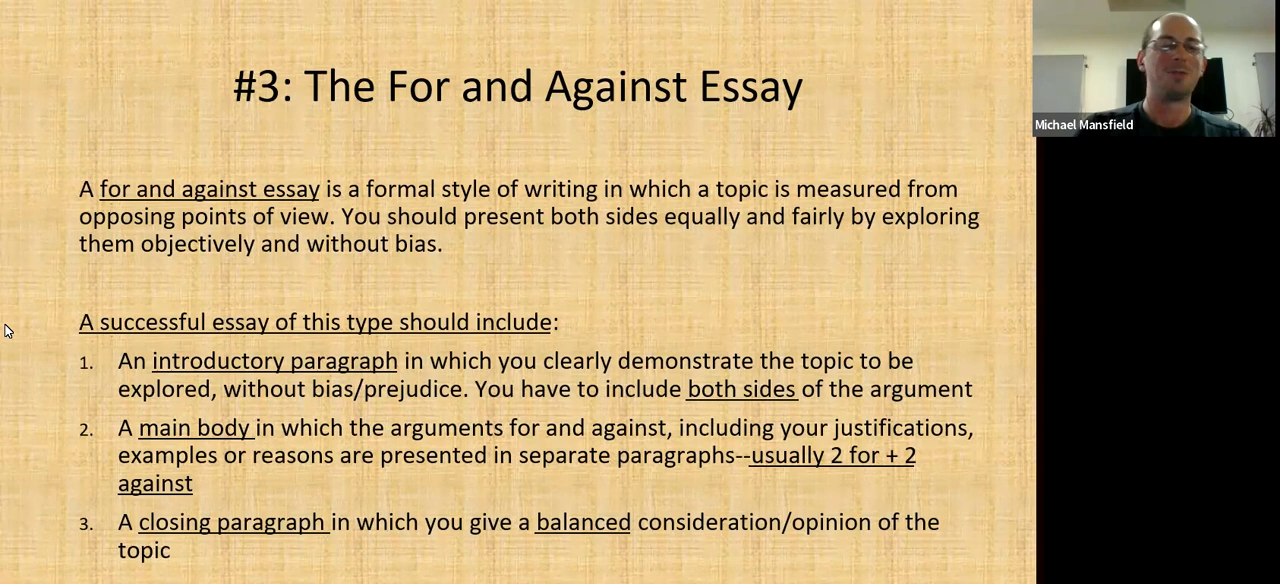 #3: The For and Against Essay
Michael Mansfield
A for and against essay is a formal style of writing in which a topic is measured from
opposing points of view. You should present both sides equally and fairly by exploring
them objectively and without bias.
A successful essay of this type should include:
1. An introductory paragraph in which you clearly demonstrate the topic to be
explored, without bias/prejudice. You have to include both sides of the argument
2. A main body in which the arguments for and against, including your justifications,
examples or reasons are presented in separate paragraphs--usually 2 for + 2
against
3. A closing paragraph in which you give a balanced consideration/opinion of the
topic